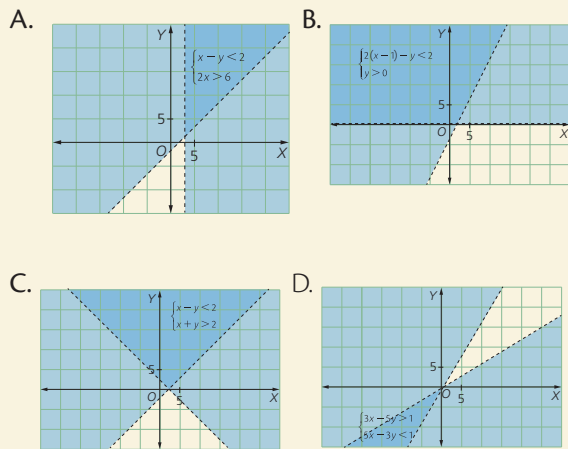 A.
Y
{x − y < 2
2x > 6
5
O
5
X
B.
Y
{2(x − 1) − y < 2
y > 0
5
O
5
X
C.
Y
{x − y < 2
x + y > 2
5
O
5
X
D.
Y
5
O
5
X
{3x − 5y > 1
5x − 3y < 1